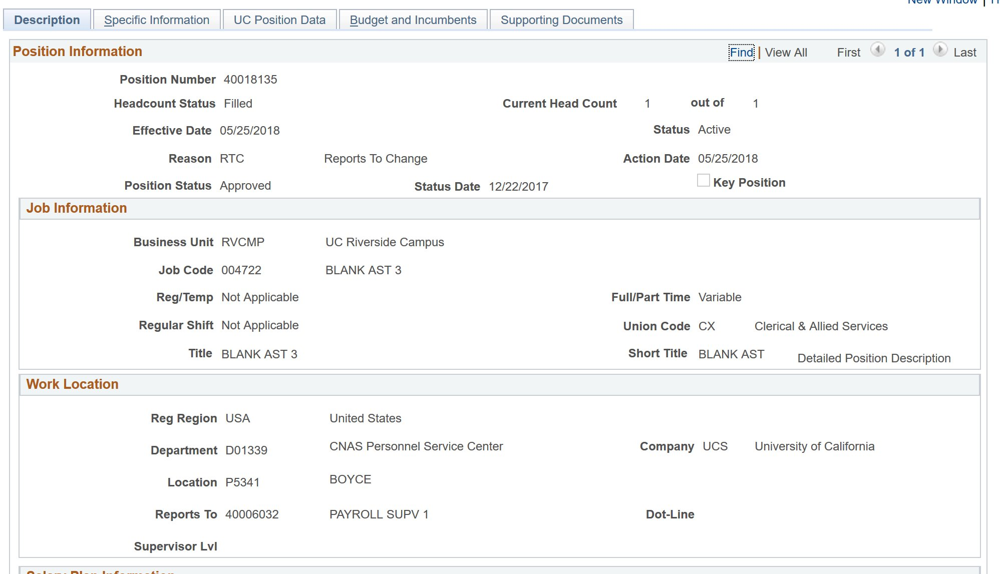 New Window |
Description Specific Information UC Position Data Budget and Incumbents Supporting Documents
Position Information Find | View All First 1 of 1 Last
Position Number 40018135
Headcount Status Filled Current Head Count 1 out of 1
Effective Date 05/25/2018 Status Active
Reason RTC Reports To Change Action Date 05/25/2018
Position Status Approved Status Date 12/22/2017 Key Position
Job Information
Business Unit RVCMP UC Riverside Campus
Job Code 004722 BLANK AST 3
Reg/Temp Not Applicable Full/Part Time Variable
Regular Shift Not Applicable Union Code CX Clerical & Allied Services
Title BLANK AST 3 Short Title BLANK AST Detailed Position Description
Work Location
Reg Region USA United States
Department D01339 CNAS Personnel Service Center Company UCS University of California
Location P5341 BOYCE
Reports To 40006032 PAYROLL SUPV 1 Dot-Line
Supervisor Lvl
Salary Plan Information